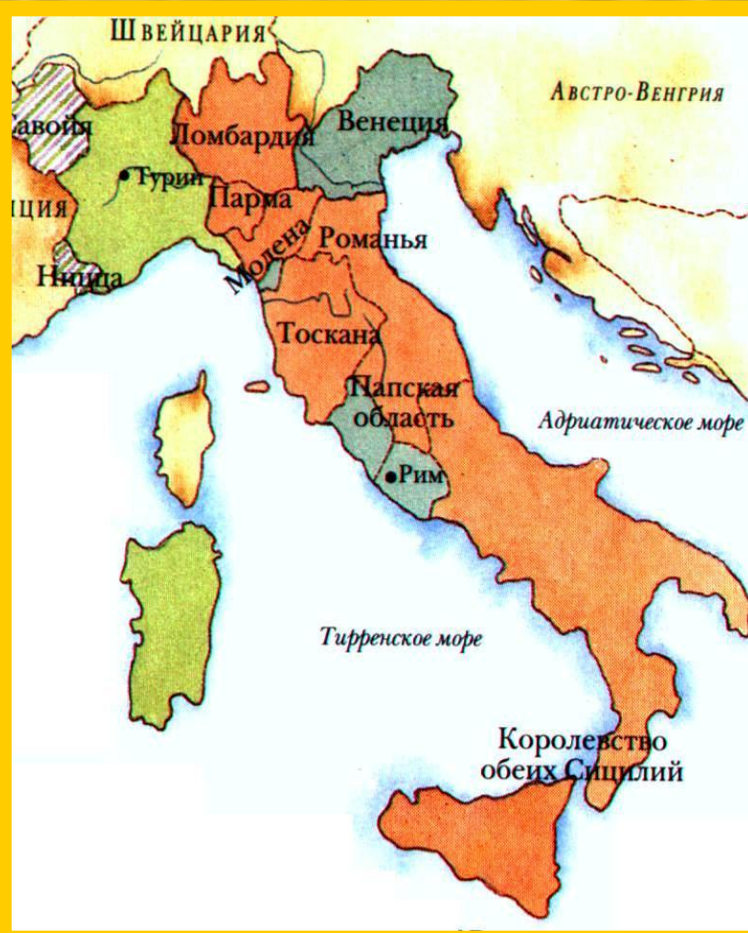 Швейцария
Австро-Венгрия
Савойя
Ломбардия
Венеция
Турин
Парма
ция
Модена
Романья
Ницца
Тоскана
Папская
область
Адриатическое море
Рим
Тирренское море
Королевство
обеих Сицилий